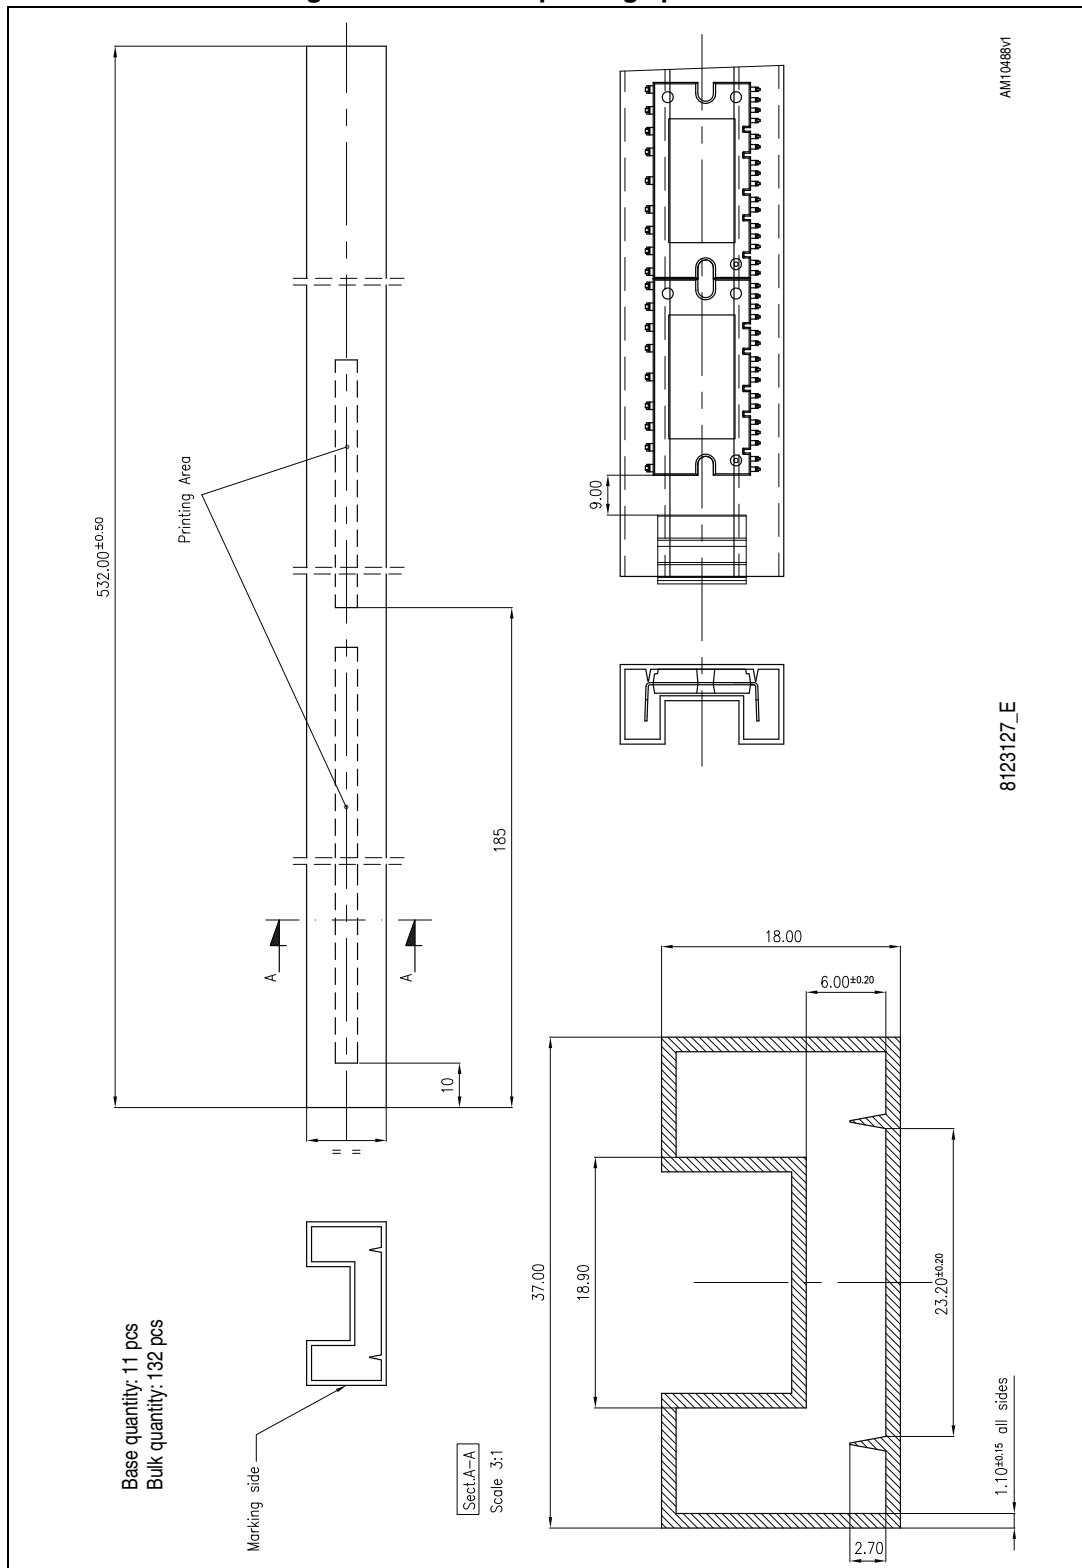 AM10488v1
532.00±0.50
Printing Area
9.00
185
8123127_E
A
A
10
= =
18.00
6.00±0.20
37.00
18.90
23.20±0.20
Base quantity: 11 pcs
Bulk quantity: 132 pcs
Marking side
Sect.A-A
Scale 3:1
1.10±0.15 all sides
2.70